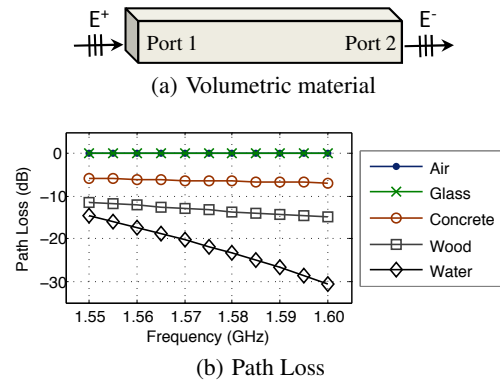 E+ E-
Port 1 Port 2
(a) Volumetric material
0
−10
−20
−30
Path Loss (dB)
1.55 1.56 1.57 1.58 1.59 1.60
Frequency (GHz)
Air
Glass
Concrete
Wood
Water
(b) Path Loss